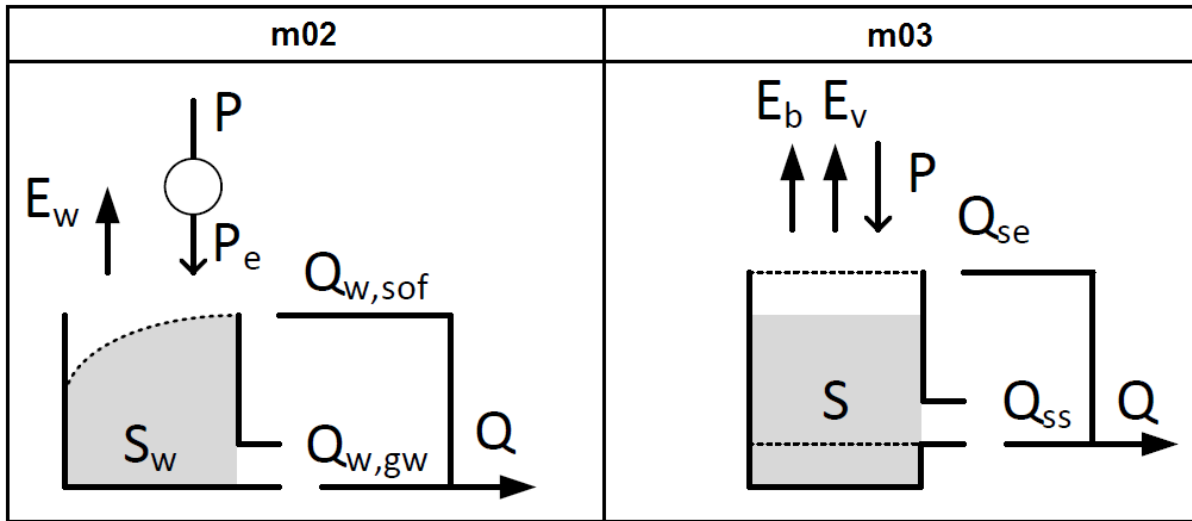 m02
m03
P
E_w
P_e
Q_w,sof
S_w
Q_w,gw
Q
E_b E_v
P
Q_se
S
Q_ss
Q